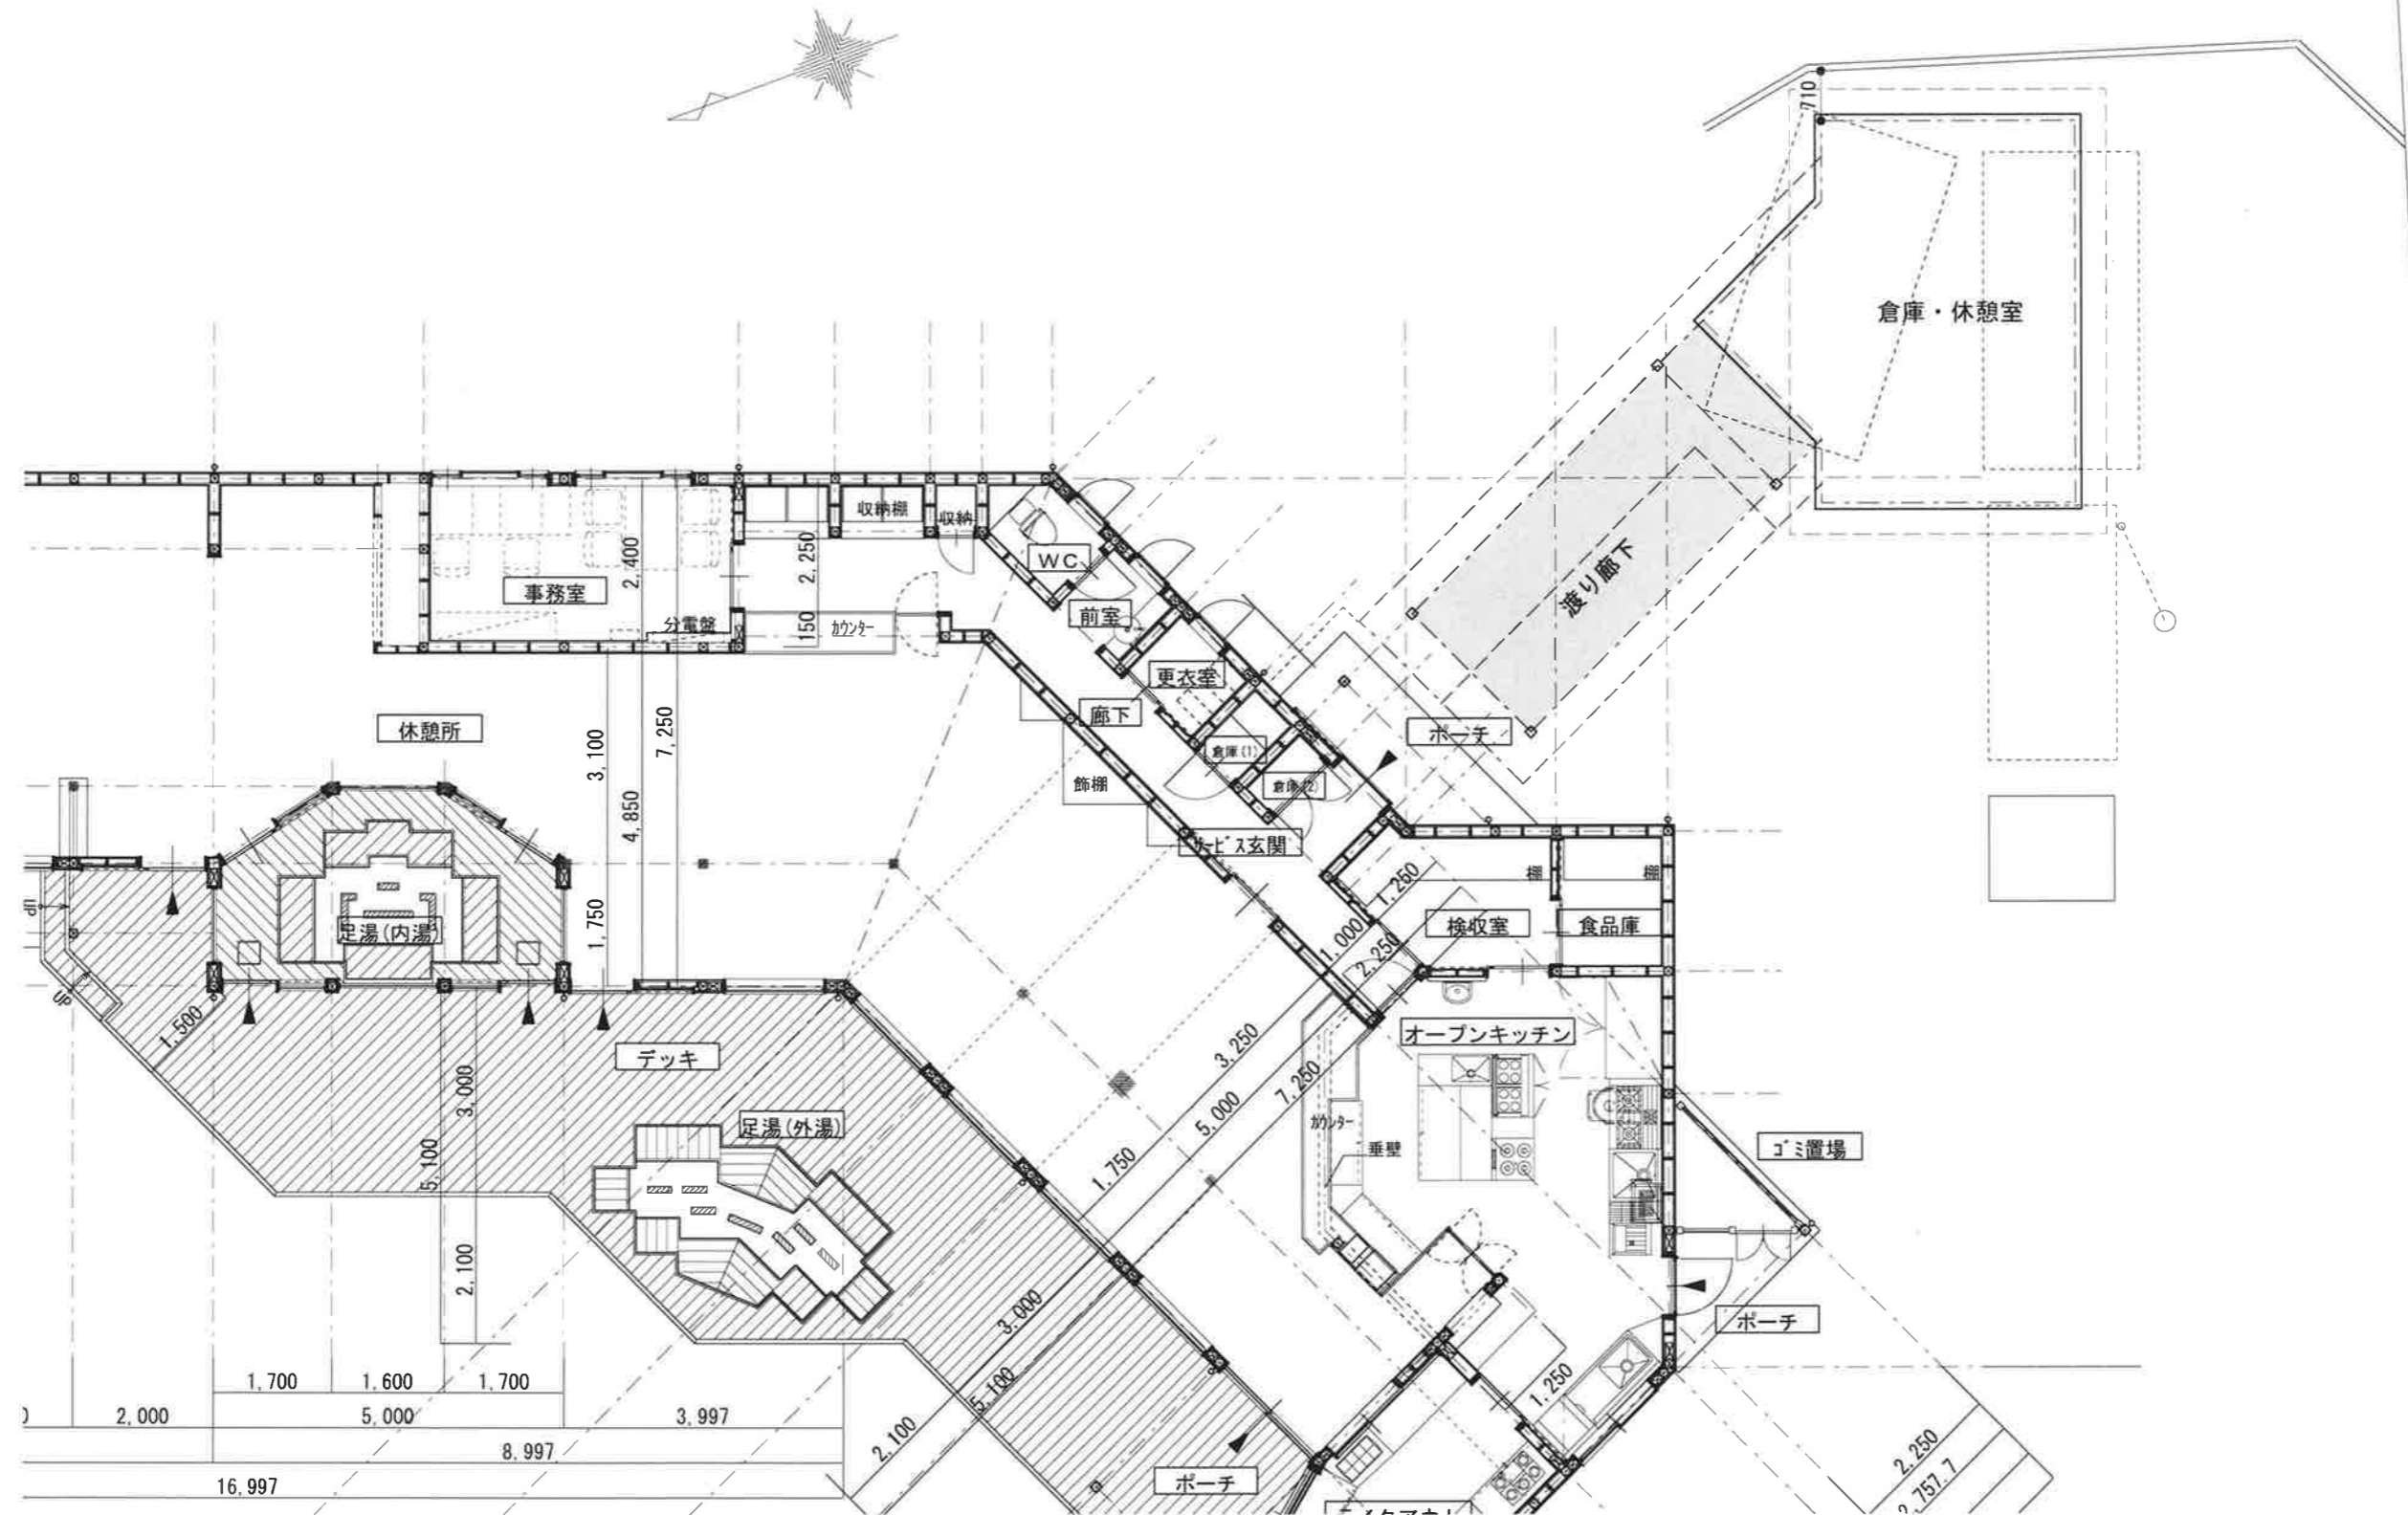 710
倉庫・休憩室
渡り廊下
収納棚
収納
WC
2,400
2,250
事務室
分電盤
150
カウンター
前室
更衣室
廊下
ポーチ
休憩所
3,100
7,250
倉庫(1)
飾棚
倉庫(2)
4,850
サービス玄関
1,250
棚
棚
UP
足湯(内湯)
1,750
1,000
2,250
検収室
食品庫
UP
1,500
デッキ
オープンキッチン
3,250
3,000
7,250
5,000
足湯(外湯)
カウンター
垂壁
ゴミ置場
5,100
1,750
2,100
3,000
ポーチ
1,700
1,600
1,700
5,100
1,250
2,000
5,000
3,997
2,100
8,997
2,250
ポーチ
16,997
2,757.7